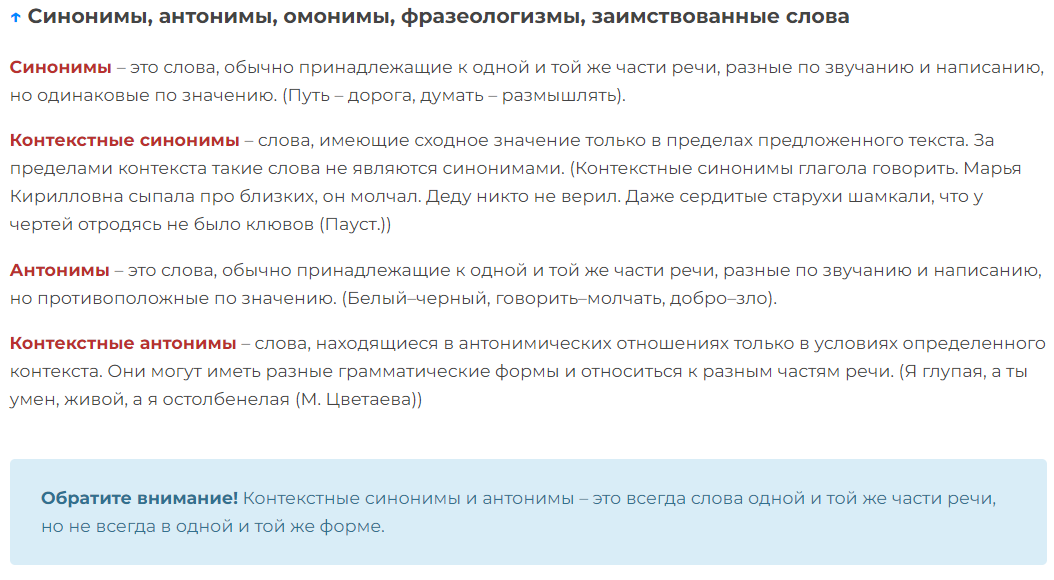 ↑ Синонимы, антонимы, омонимы, фразеологизмы, заимствованные слова
Синонимы – это слова, обычно принадлежащие к одной и той же части речи, разные по звучанию и написанию,
но одинаковые по значению. (Путь – дорога, думать – размышлять).
Контекстные синонимы – слова, имеющие сходное значение только в пределах предложенного текста. За
пределами контекста такие слова не являются синонимами. (Контекстные синонимы глагола говорить. Марья
Кирилловна сыпала про близких, он молчал. Деду никто не верил. Даже сердитые старухи шамкали, что у
чертей отродясь не было клювов (Пауст.))
Антонимы – это слова, обычно принадлежащие к одной и той же части речи, разные по звучанию и написанию,
но противоположные по значению. (Белый–черный, говорить–молчать, добро–зло).
Контекстные антонимы – слова, находящиеся в антонимических отношениях только в условиях определенного
контекста. Они могут иметь разные грамматические формы и относиться к разным частям речи. (Я глупая, а ты
умен, живой, а я остолбенелая (М. Цветаева))
Обратите внимание! Контекстные синонимы и антонимы – это всегда слова одной и той же части речи,
но не всегда в одной и той же форме.